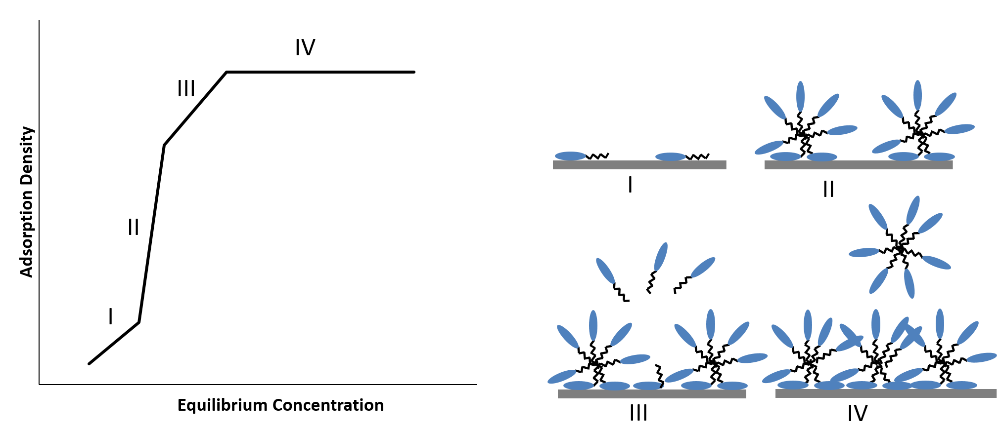 IV
III
II
I
Adsorption Density
Equilibrium Concentration
I
II
III
IV